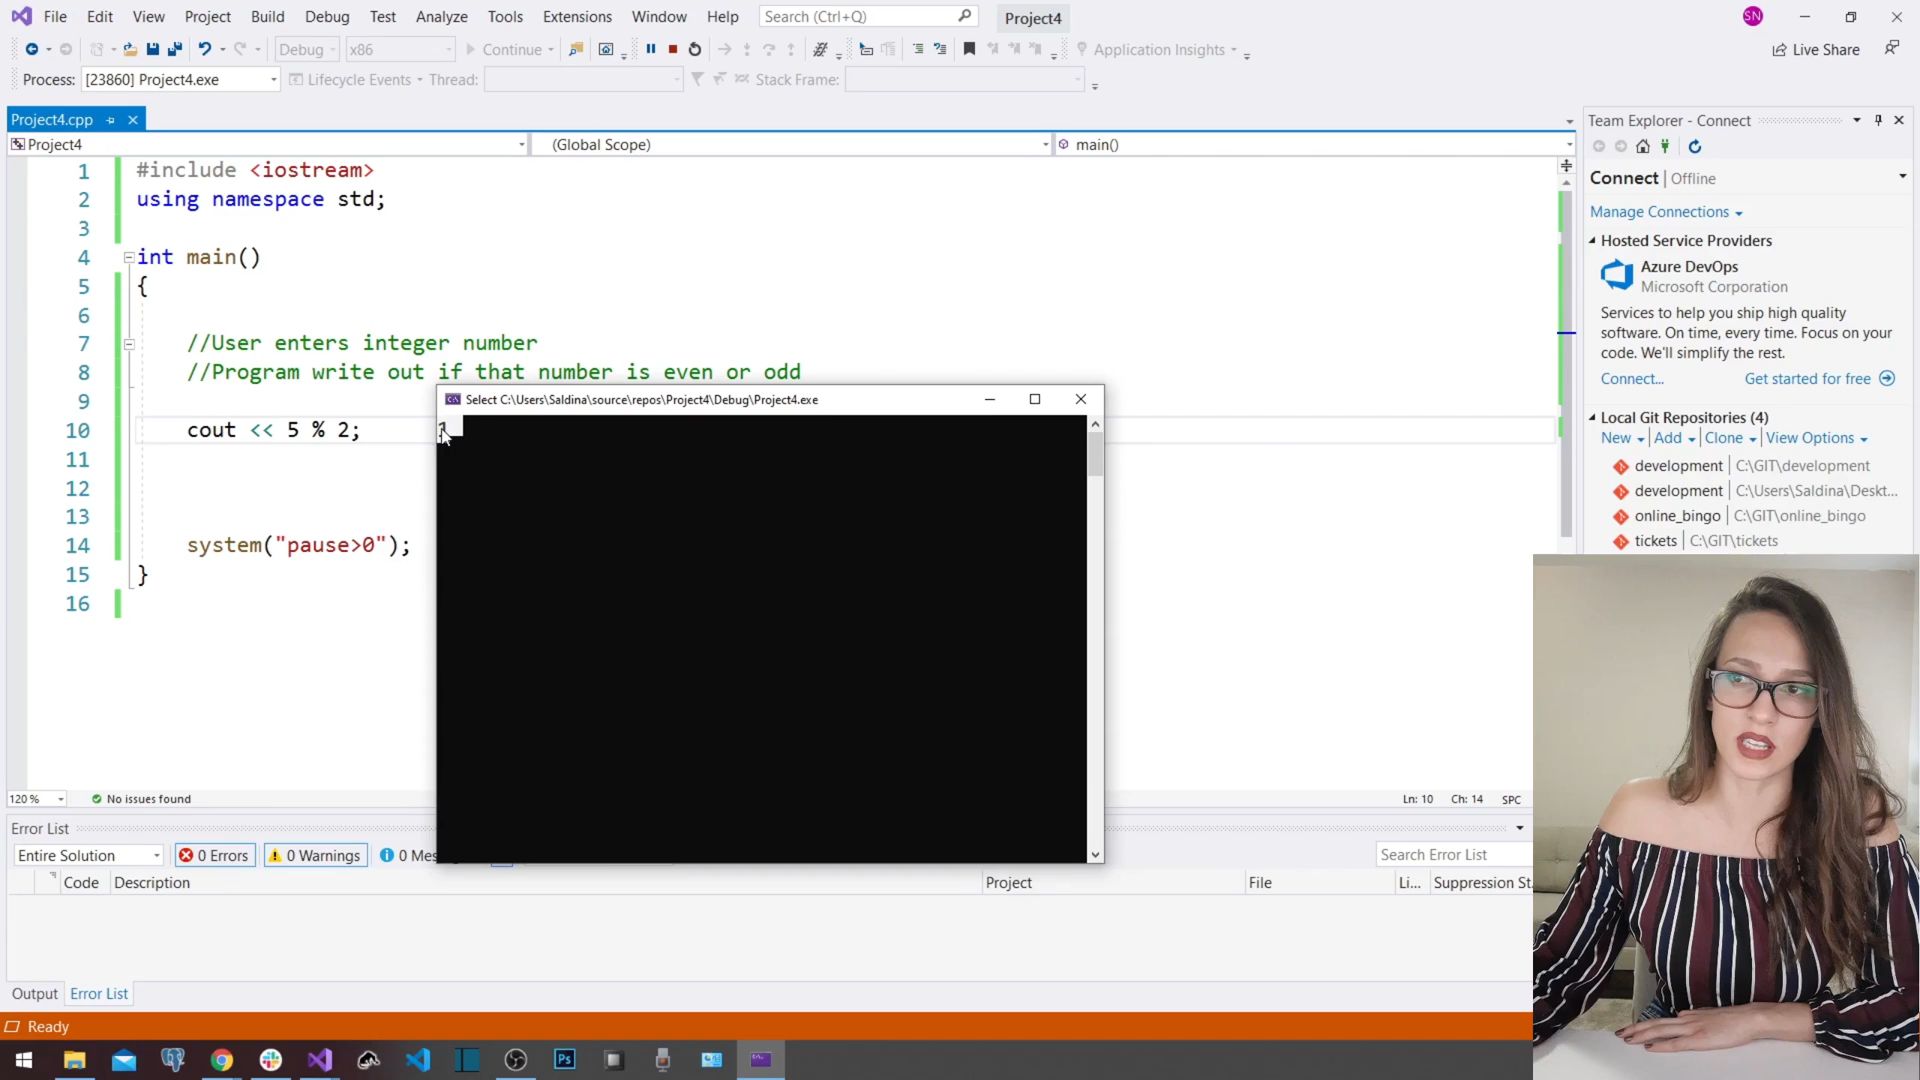 File Edit View Project Build Debug Test Analyze Tools Extensions Window Help Search (Ctrl+Q) Project4 SN
Debug x86 Continue Application Insights Live Share
Process: [23860] Project4.exe Lifecycle Events Thread: Stack Frame:
Project4.cpp
Project4 (Global Scope) main()
1 #include <iostream>
2 using namespace std;
3
4 int main()
5 {
6
7 //User enters integer number
8 //Program write out if that number is even or odd
9
10 cout << 5 % 2;
11
12
13
14 system("pause>0");
15 }
16
Select C:\Users\Saldina\source\repos\Project4\Debug\Project4.exe
1
Team Explorer - Connect
Connect | Offline
Manage Connections
Hosted Service Providers
Azure DevOps
Microsoft Corporation
Services to help you ship high quality
software. On time, every time. Focus on your
code. We'll simplify the rest.
Connect... Get started for free
Local Git Repositories (4)
New Add Clone View Options
development | C:\GIT\development
development | C:\Users\Saldina\Deskt...
online_bingo | C:\GIT\online_bingo
tickets | C:\GIT\tickets
120 % No issues found Ln: 10 Ch: 14 SPC
Error List
Entire Solution 0 Errors 0 Warnings 0 Search Error List
Code Description Project File Li... Suppression St
Output Error List
Ready
Ps